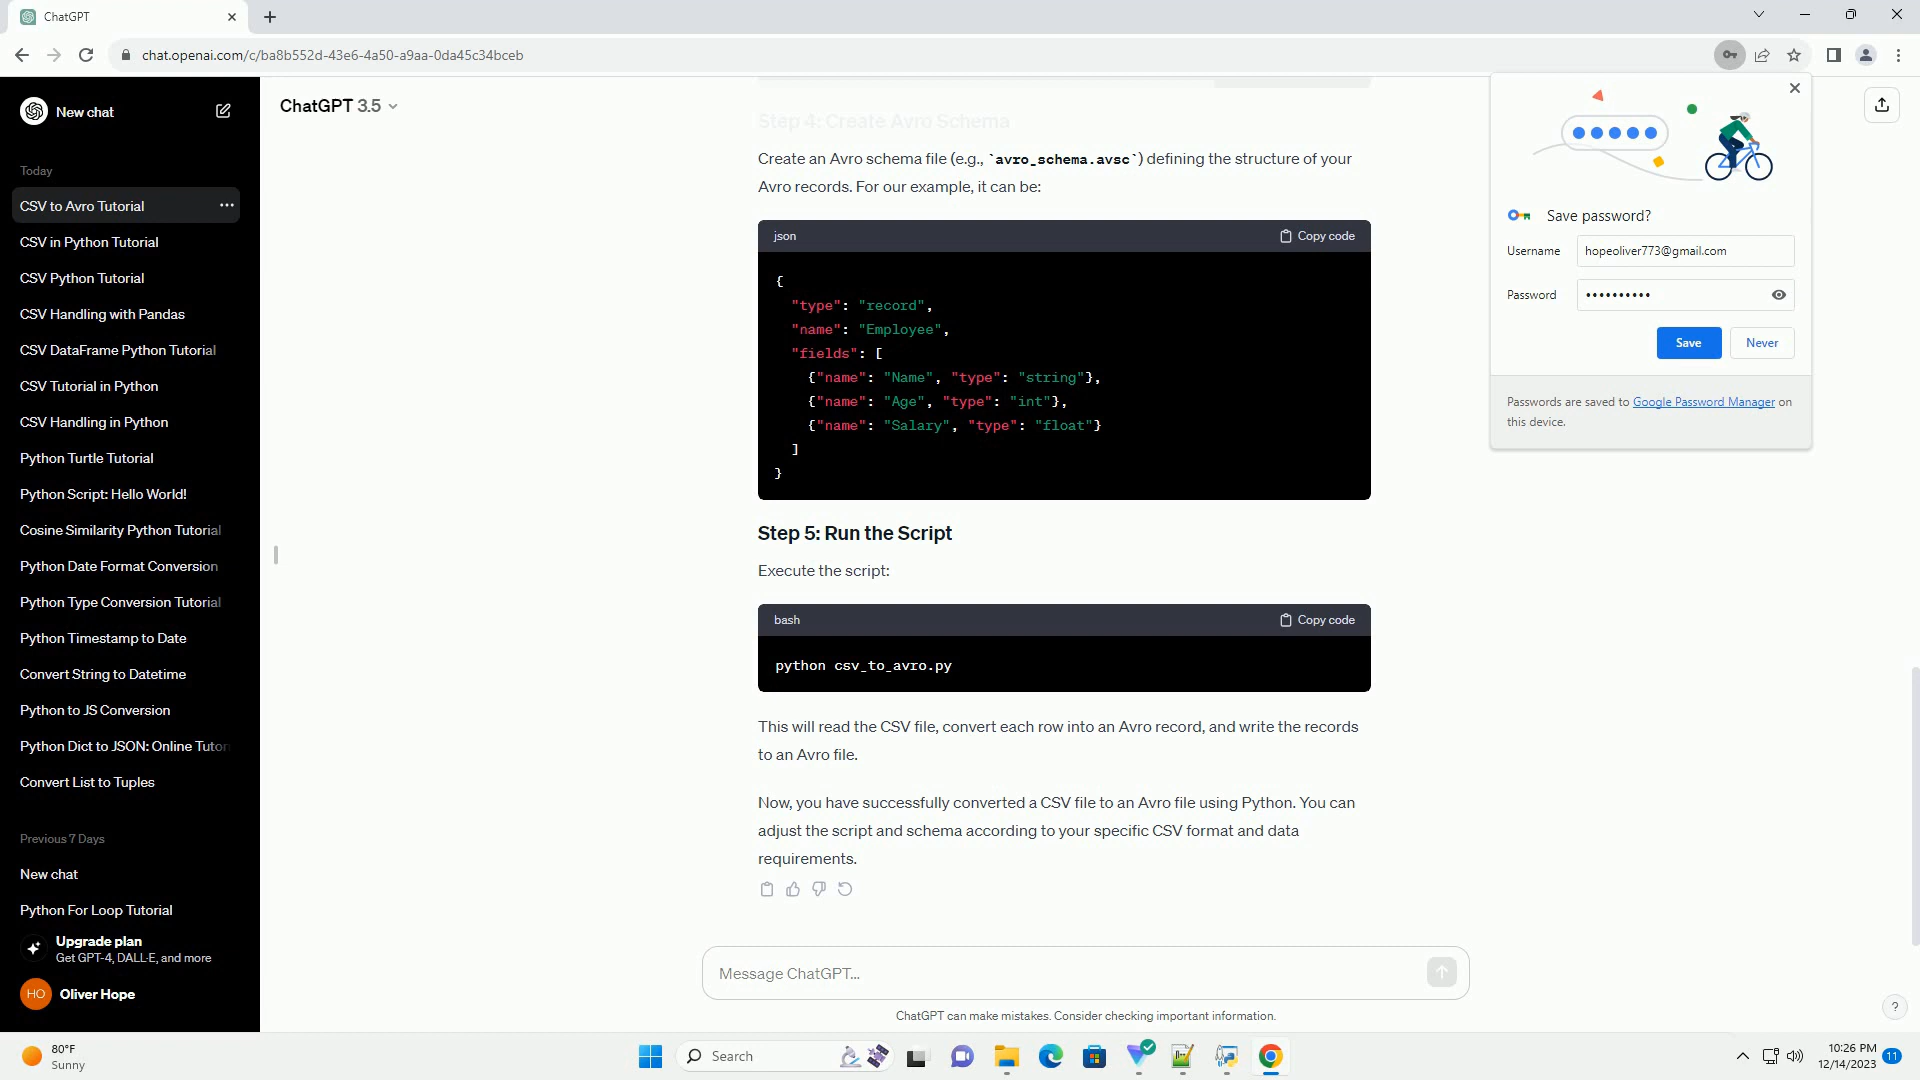 ChatGPT
chat.openai.com/c/ba8b552d-43e6-4a50-a9aa-0da45c34bceb
New chat
Today
CSV to Avro Tutorial
CSV in Python Tutorial
CSV Python Tutorial
CSV Handling with Pandas
CSV DataFrame Python Tutorial
CSV Tutorial in Python
CSV Handling in Python
Python Turtle Tutorial
Python Script: Hello World!
Cosine Similarity Python Tutorial
Python Date Format Conversion
Python Type Conversion Tutorial
Python Timestamp to Date
Convert String to Datetime
Python to JS Conversion
Python Dict to JSON: Online Tutor
Convert List to Tuples
Previous 7 Days
New chat
Python For Loop Tutorial
Upgrade plan
Get GPT-4, DALL·E, and more
HO
Oliver Hope
ChatGPT 3.5
Step 4: Create Avro Schema
Create an Avro schema file (e.g., `avro_schema.avsc`) defining the structure of your
Avro records. For our example, it can be:
json
Copy code
{
"type": "record",
"name": "Employee",
"fields": [
{"name": "Name", "type": "string"},
{"name": "Age", "type": "int"},
{"name": "Salary", "type": "float"}
]
}
Step 5: Run the Script
Execute the script:
bash
Copy code
python csv_to_avro.py
This will read the CSV file, convert each row into an Avro record, and write the records
to an Avro file.
Now, you have successfully converted a CSV file to an Avro file using Python. You can
adjust the script and schema according to your specific CSV format and data
requirements.
Message ChatGPT...
ChatGPT can make mistakes. Consider checking important information.
?
Save password?
Username
hopeoliver773@gmail.com
Password
••••••••••
Save
Never
Passwords are saved to Google Password Manager on
this device.
80°F
Sunny
Search
10:26 PM
12/14/2023
11